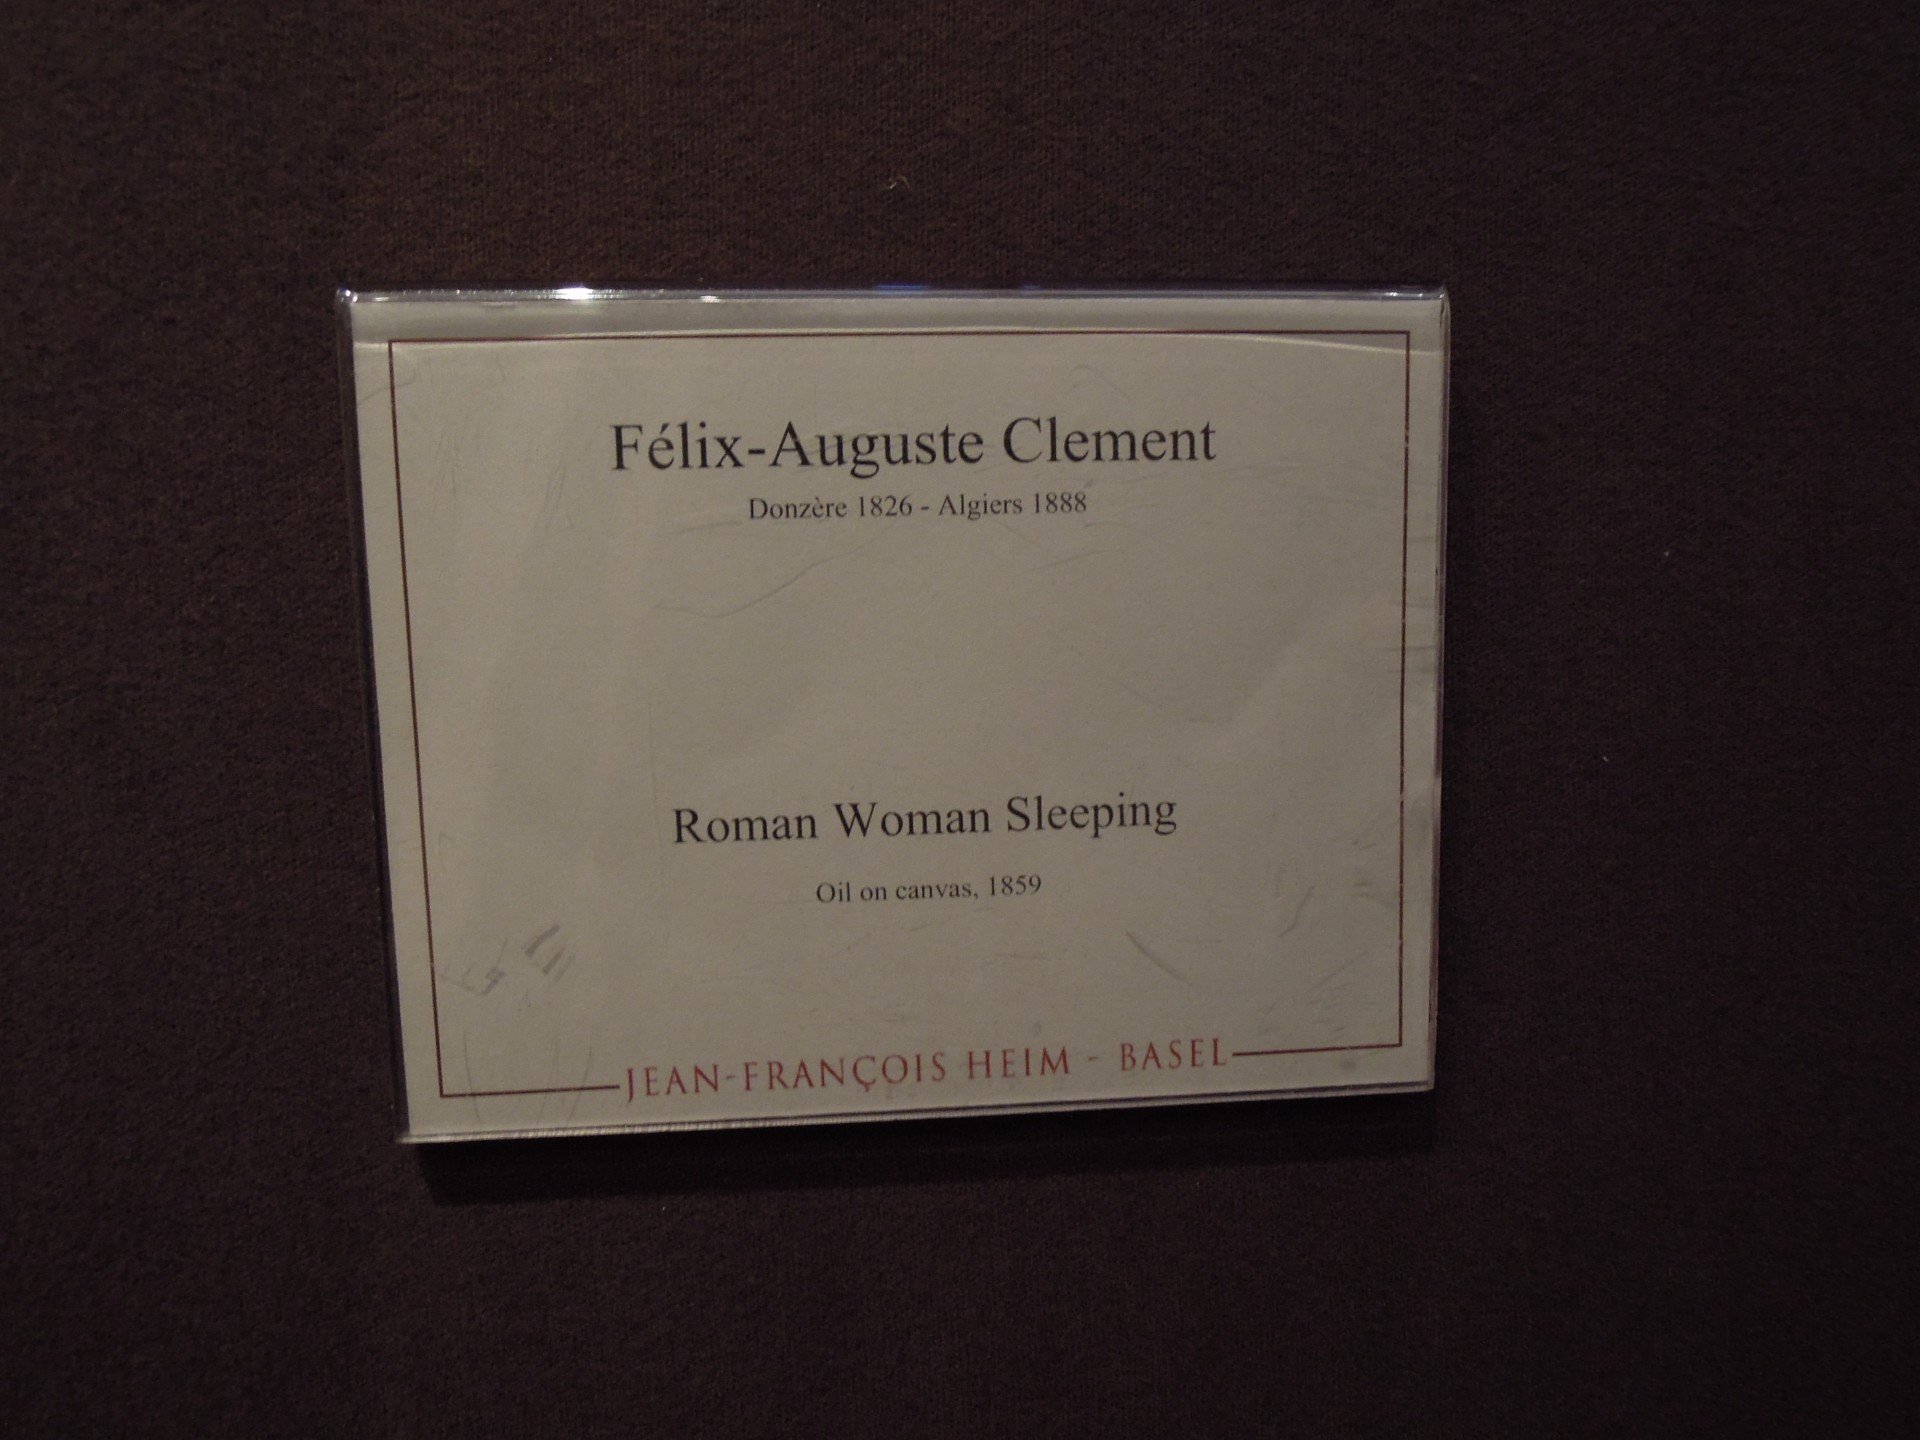 Félix-Auguste Clement
Donzère 1826 - Algiers 1888
Roman Woman Sleeping
Oil on canvas, 1859
JEAN-FRANÇOIS HEIM - BASEL